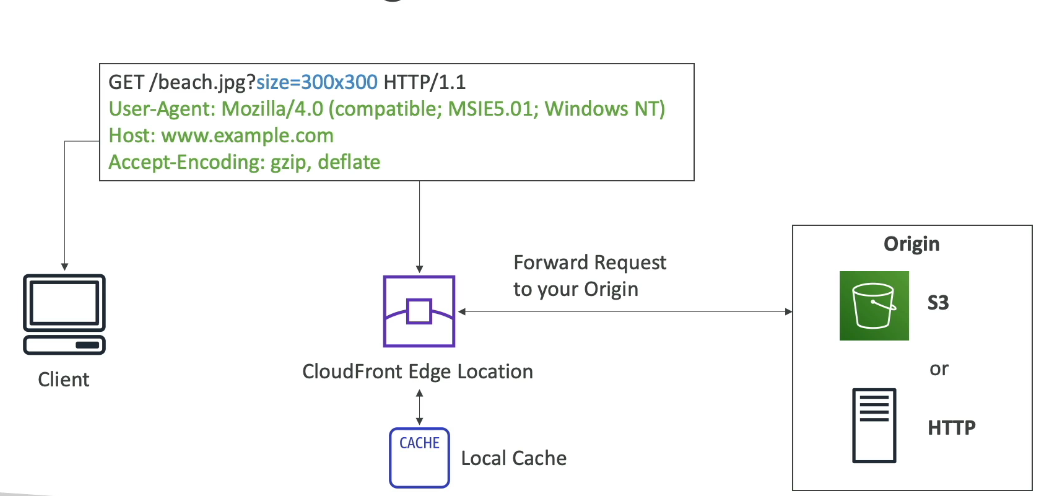 GET /beach.jpg?size=300x300 HTTP/1.1
User-Agent: Mozilla/4.0 (compatible; MSIE5.01; Windows NT)
Host: www.example.com
Accept-Encoding: gzip, deflate
Client
CloudFront Edge Location
Forward Request
to your Origin
CACHE
Local Cache
Origin
S3
or
HTTP